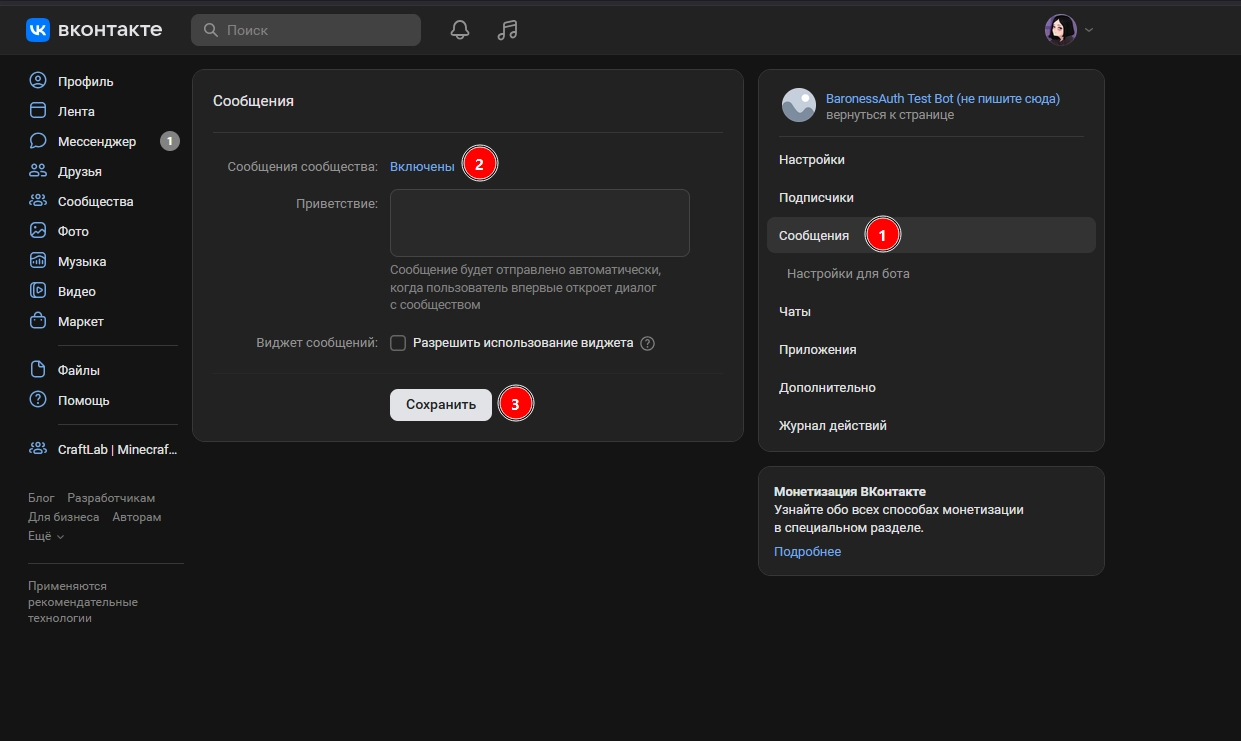 вконтакте
Поиск
Профиль
Лента
Мессенджер 1
Друзья
Сообщества
Фото
Музыка
Видео
Маркет
Файлы
Помощь
CraftLab | Minecraf...
Блог Разработчикам
Для бизнеса Авторам
Ещё
Применяются
рекомендательные
технологии
Сообщения
Сообщения сообщества: Включены 2
Приветствие:
Сообщение будет отправлено автоматически,
когда пользователь впервые откроет диалог
с сообществом
Виджет сообщений: Разрешить использование виджета ?
Сохранить 3
BaronessAuth Test Bot (не пишите сюда)
вернуться к странице
Настройки
Подписчики
Сообщения 1
Настройки для бота
Чаты
Приложения
Дополнительно
Журнал действий
Монетизация ВКонтакте
Узнайте обо всех способах монетизации
в специальном разделе.
Подробнее